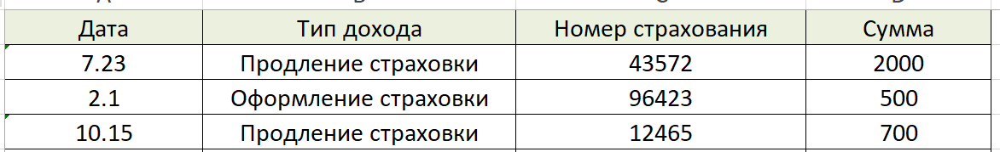 Дата Тип дохода Номер страхования Сумма
7.23 Продление страховки 43572 2000
2.1 Оформление страховки 96423 500
10.15 Продление страховки 12465 700